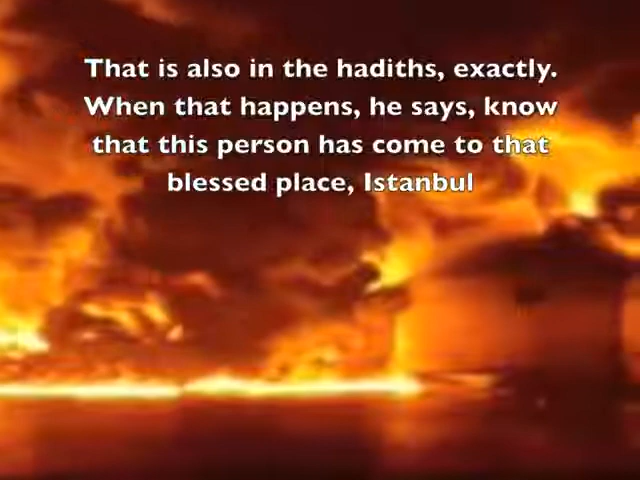 That is also in the hadiths, exactly.
When that happens, he says, know
that this person has come to that
blessed place, Istanbul